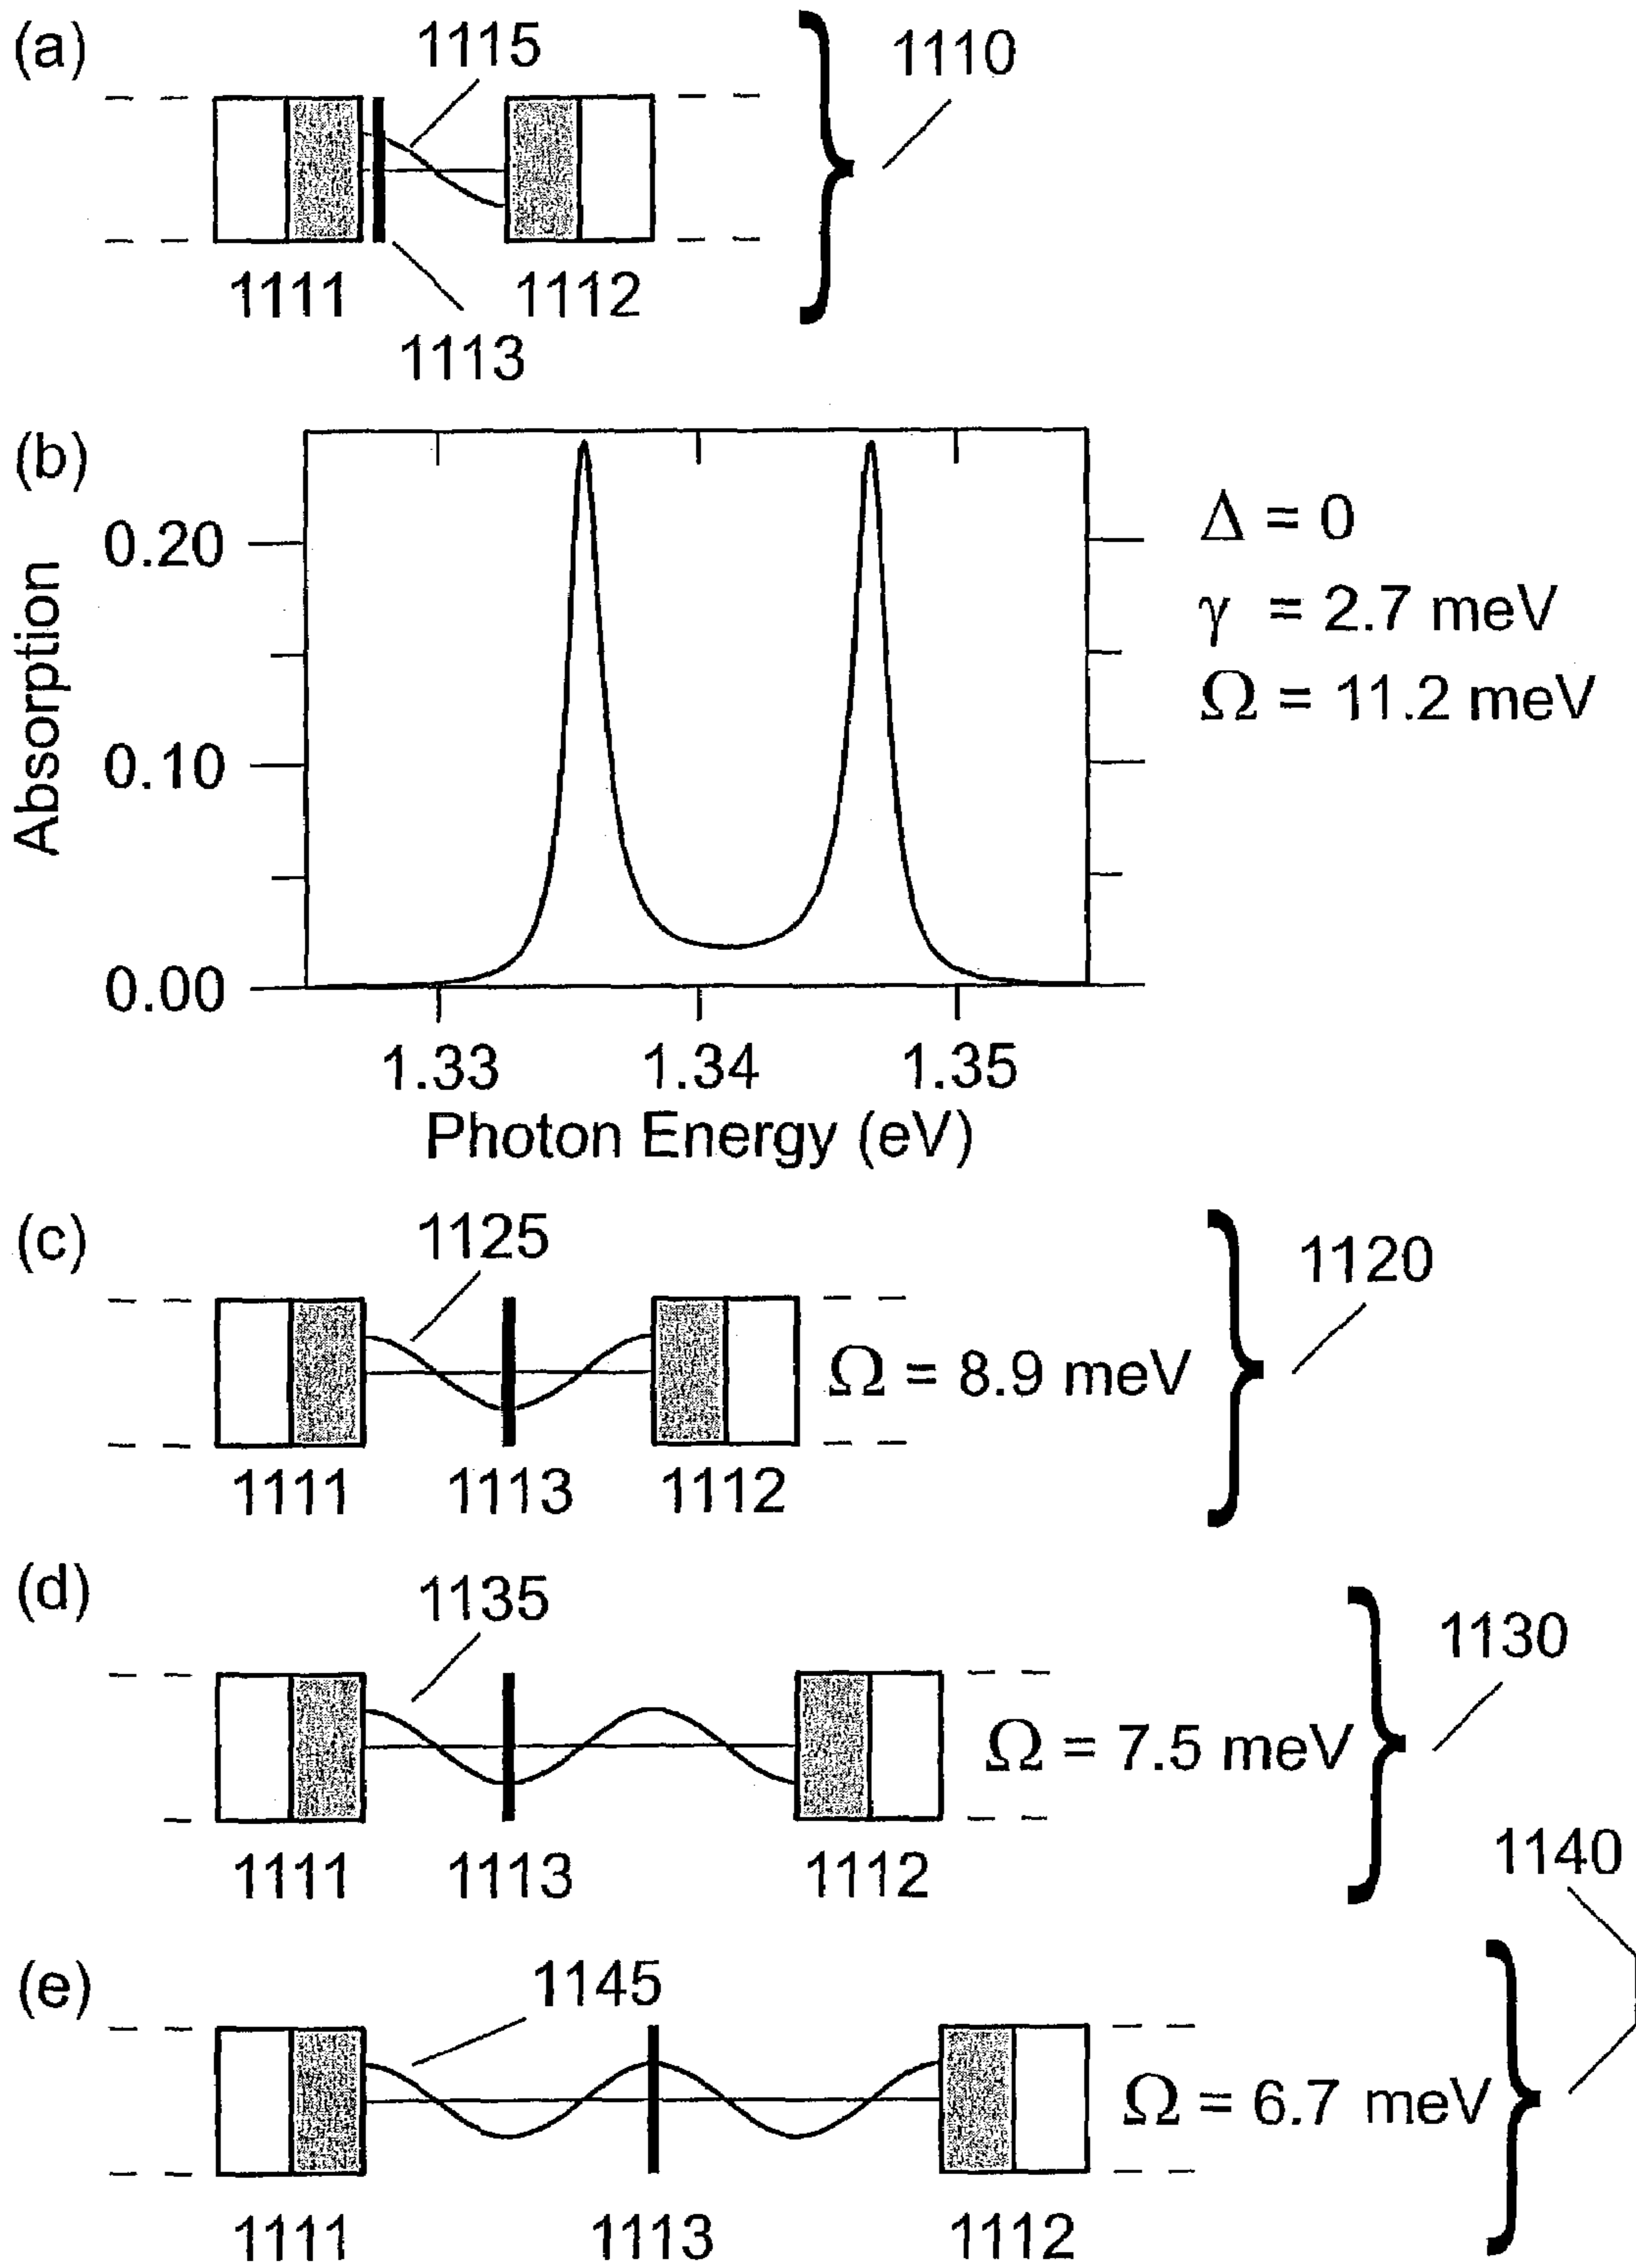 (a)
1115
1110
1111
1112
1113
(b)
Absorption
0.20
0.10
0.00
1.33 1.34 1.35
Photon Energy (eV)
Δ = 0
γ = 2.7 meV
Ω = 11.2 meV
(c)
1125
1120
Ω = 8.9 meV
1111 1113 1112
(d)
1135
1130
Ω = 7.5 meV
1111 1113 1112
1140
(e)
1145
Ω = 6.7 meV
1111 1113 1112